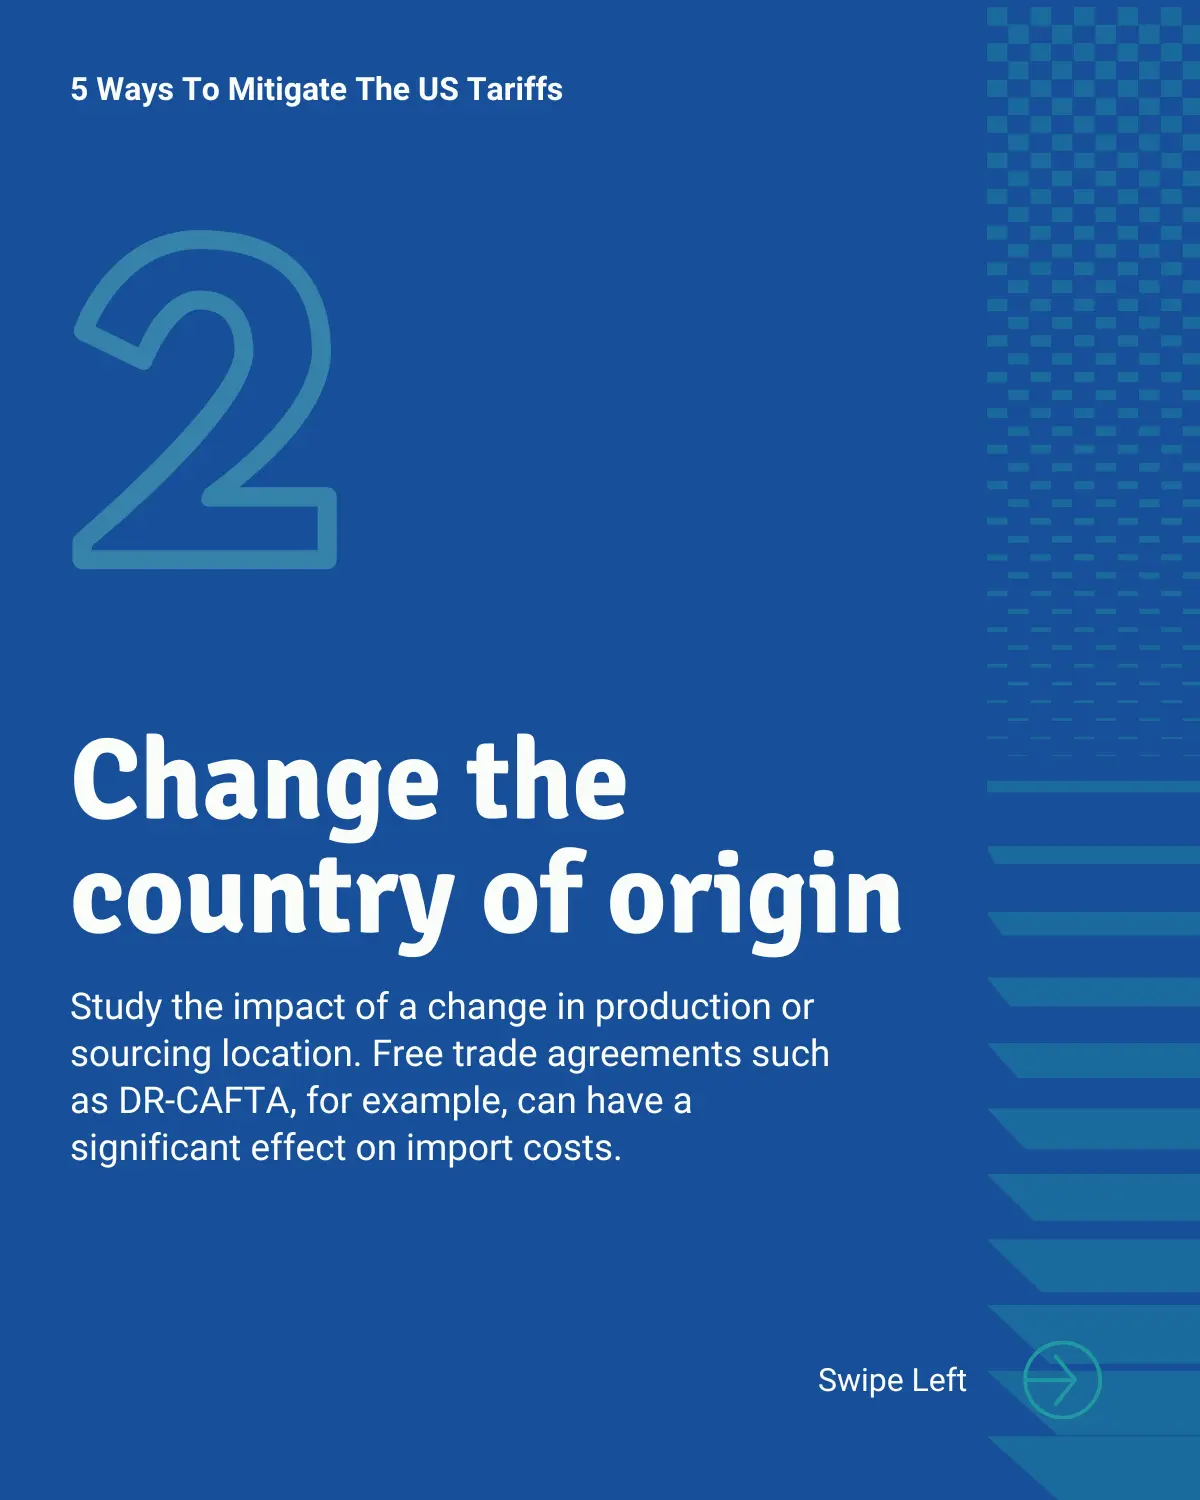 5 Ways To Mitigate The US Tariffs
2
Change the
country of origin
Study the impact of a change in production or
sourcing location. Free trade agreements such
as DR-CAFTA, for example, can have a
significant effect on import costs.
Swipe Left